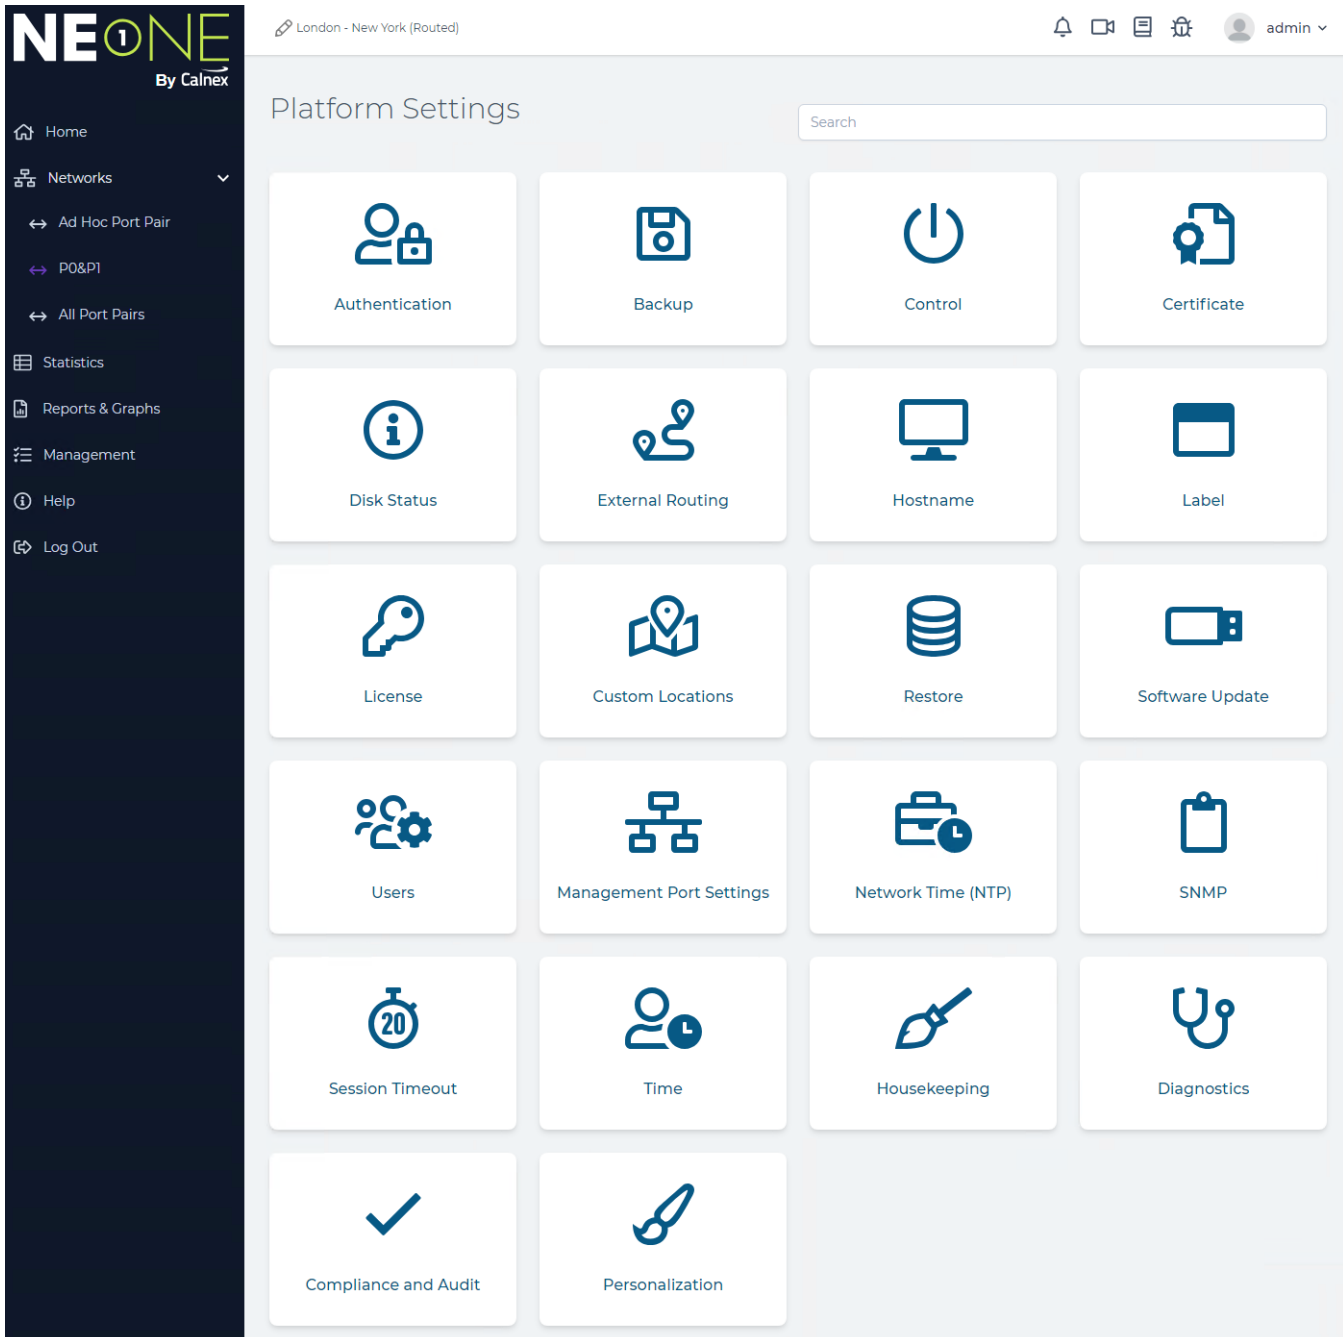 NE1NE
By Calnex
London - New York (Routed)
admin
Home
Networks
Ad Hoc Port Pair
P0&P1
All Port Pairs
Statistics
Reports & Graphs
Management
Help
Log Out
Platform Settings
Search
Authentication
Backup
Control
Certificate
Disk Status
External Routing
Hostname
Label
License
Custom Locations
Restore
Software Update
Users
Management Port Settings
Network Time (NTP)
SNMP
20
Session Timeout
Time
Housekeeping
Diagnostics
Compliance and Audit
Personalization